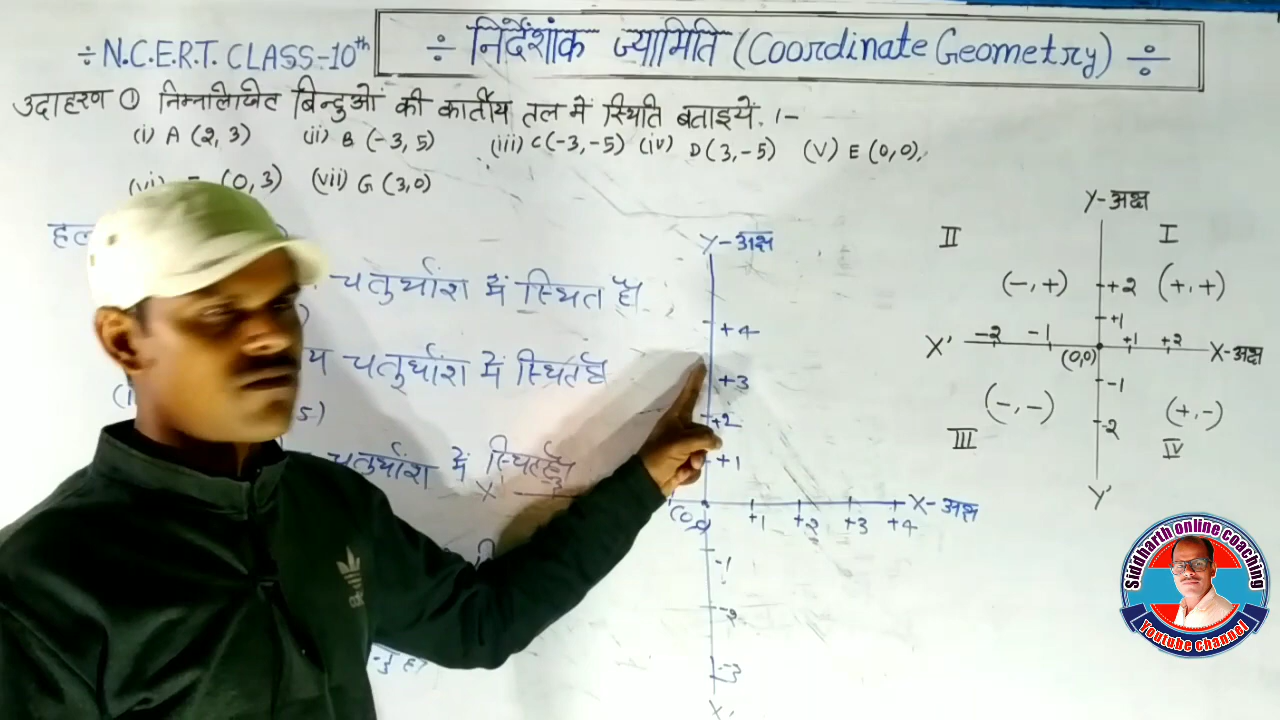 ÷ N.C.E.R.T. CLASS-10th
÷ निर्देशांक ज्यामिति (Coordinate Geometry) ÷
उदाहरण ① निम्नलिखित बिन्दुओं की कार्तीय तल में स्थिति बताइयें :-
(i) A (2, 3) (ii) B (-3, 5) (iii) C (-3, -5) (iv) D (3, -5) (V) E (0, 0),
(vi) (0, 3) (vii) G (3, 0)
हल
चतुर्थांश में स्थित है।
चतुर्थांश में स्थित है
5)
चतुर्थांश में स्थित है।
Y-अक्ष
+4
+3
+2
+1
X'
(0,0)
+1 +2 +3 +4
X-अक्ष
-1
-2
-3
X'
Y-अक्ष
II I
(-, +) (+, +)
+2
+1
X' -2 -1 (0,0) +1 +2 X-अक्ष
-1
-2
(-, -) (+, -)
III IV
Y'
Siddharth online coaching
Youtube channel